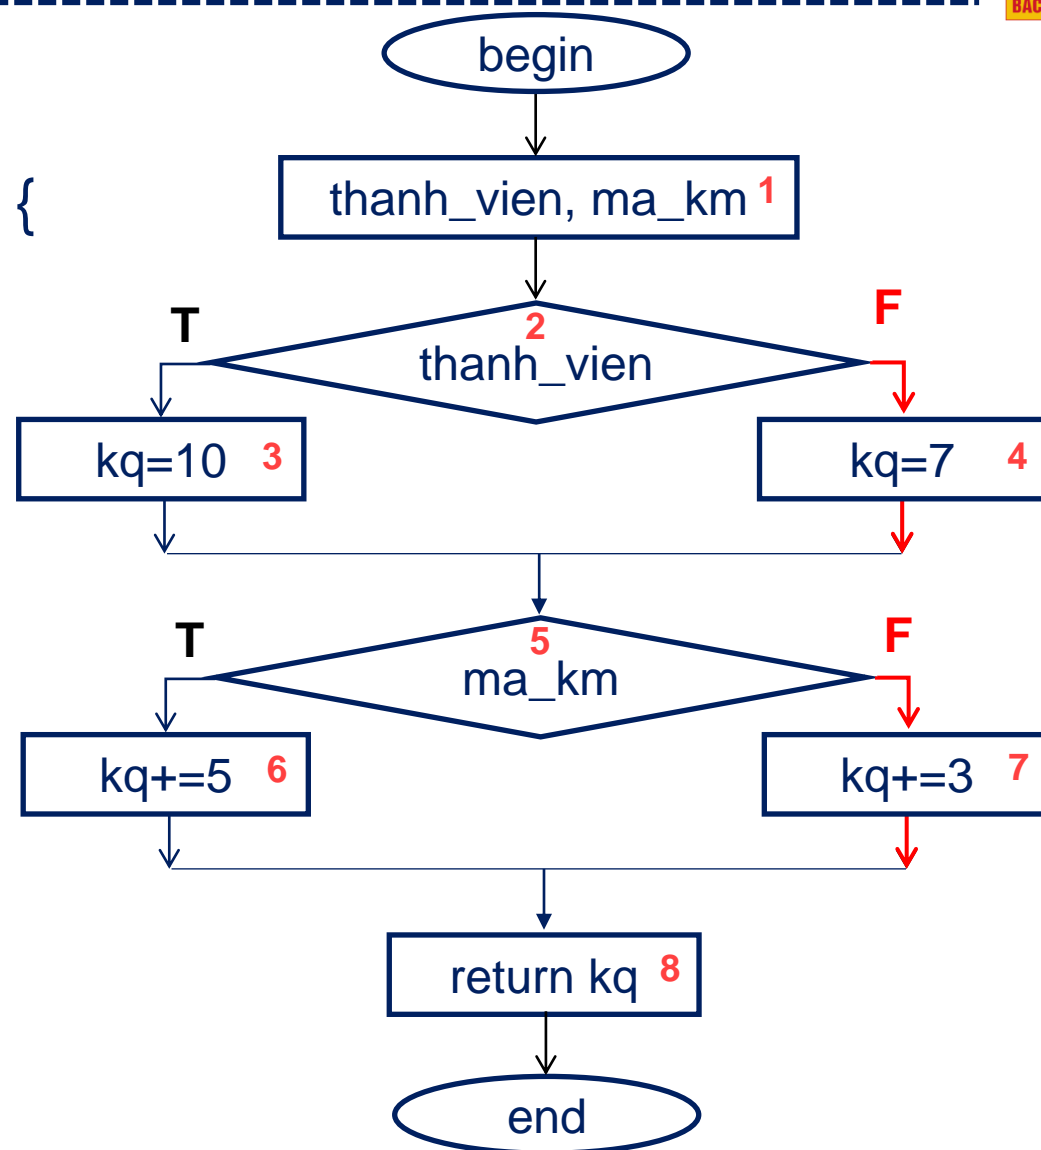 BAC
begin
{
thanh_vien, ma_km 1
T
F
2
thanh_vien
kq=10 3
kq=7 4
T
F
5
ma_km
kq+=5 6
kq+=3 7
return kq 8
end